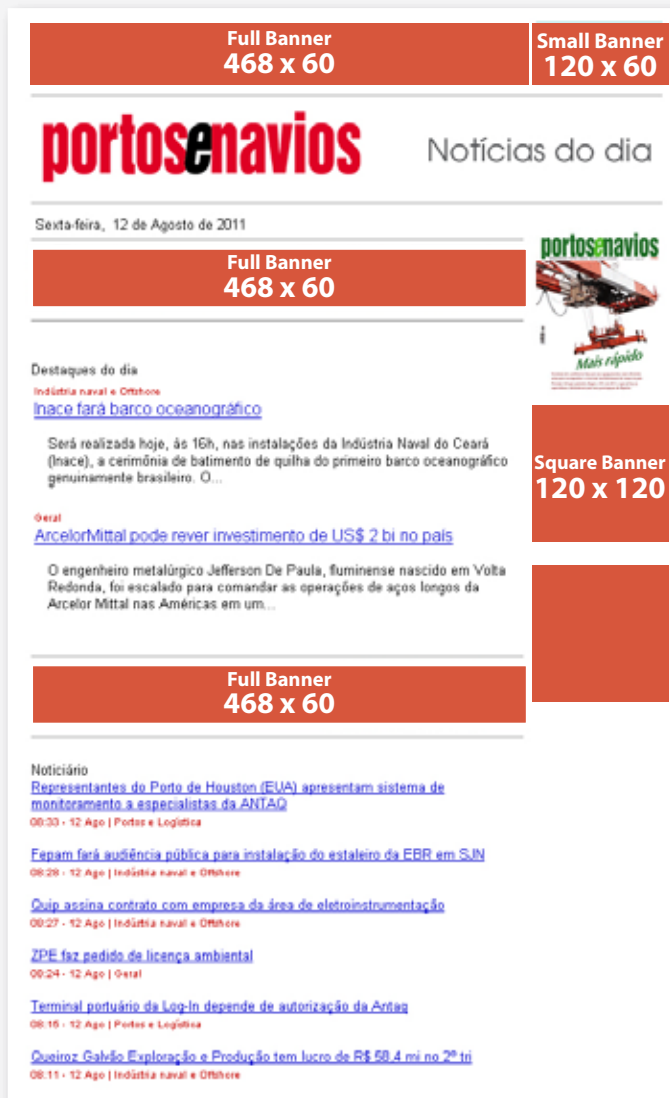 Full Banner
468 x 60
Small Banner
120 x 60
portosenavios
Notícias do dia
Sexta-feira, 12 de Agosto de 2011
Full Banner
468 x 60
portosenavios
Mais rápido
Destaques do dia
Indústria naval e Offshore
Inace fará barco oceanográfico
Será realizada hoje, às 16h, nas instalações da Indústria Naval do Ceará
(Inace), a cerimônia de batimento de quilha do primeiro barco oceanográfico
genuinamente brasileiro. O...
Geral
ArcelorMittal pode rever investimento de US$ 2 bi no país
O engenheiro metalúrgico Jefferson De Paula, fluminense nascido em Volta
Redonda, foi escalado para comandar as operações de aços longos da
Arcelor Mittal nas Américas em um...
Square Banner
120 x 120
Full Banner
468 x 60
Noticiário
Representantes do Porto de Houston (EUA) apresentam sistema de
monitoramento a especialistas da ANTAQ
08:33 - 12 Ago | Portos e Logística
Fepam fará audiência pública para instalação do estaleiro da EBR em SJN
08:28 - 12 Ago | Indústria naval e Offshore
Quip assina contrato com empresa da área de eletroinstrumentação
08:27 - 12 Ago | Indústria naval e Offshore
ZPE faz pedido de licença ambiental
08:24 - 12 Ago | Geral
Terminal portuário da Log-In depende de autorização da Antaq
08:15 - 12 Ago | Portos e Logística
Queiroz Galvão Exploração e Produção tem lucro de R$ 58,4 mi no 2º tri
08:11 - 12 Ago | Indústria naval e Offshore